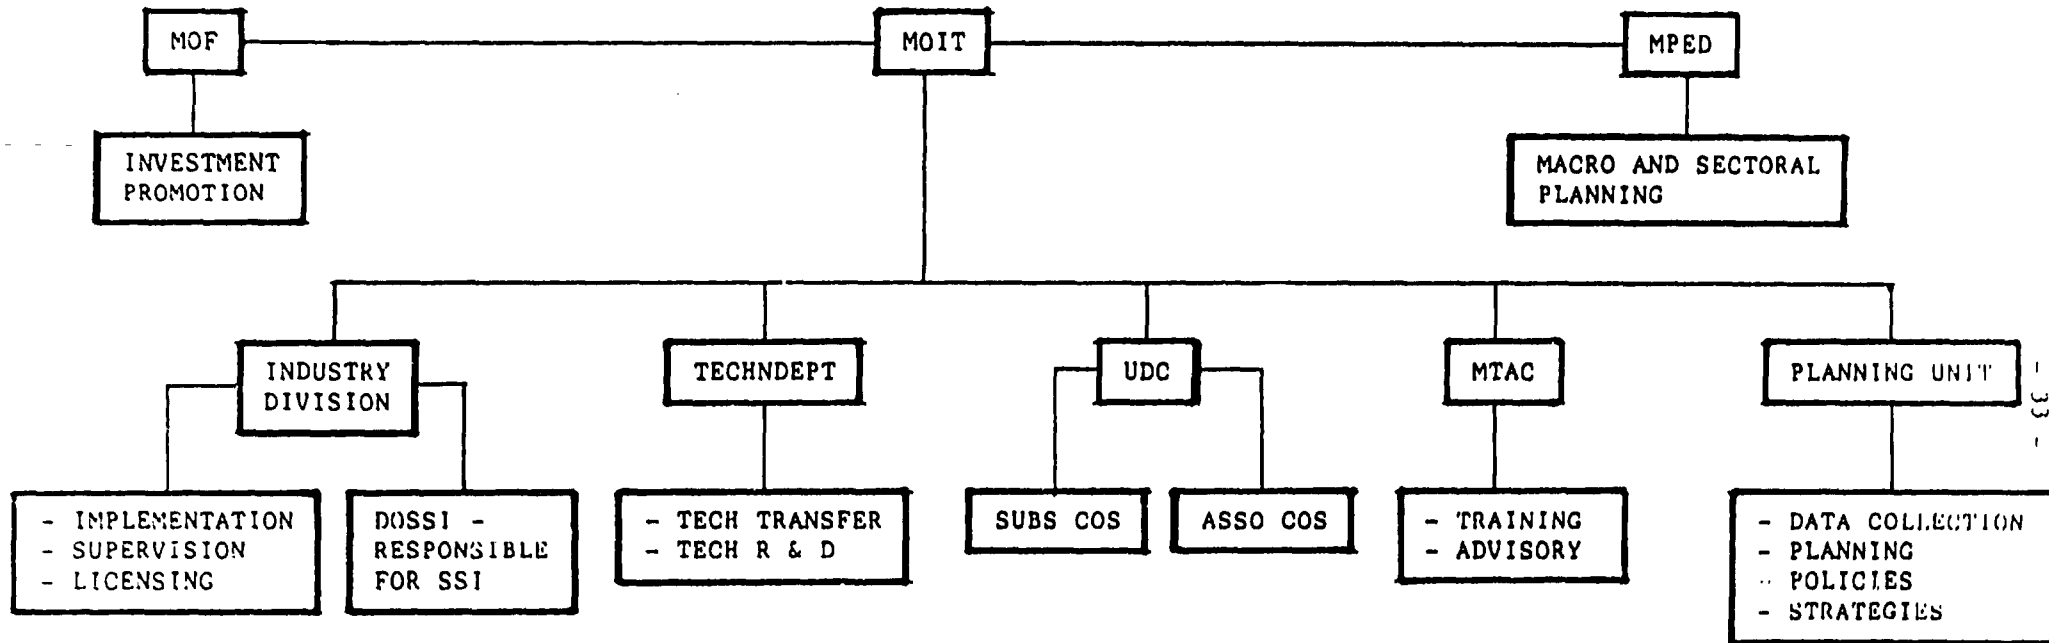 MOF
MOIT
MPED
INVESTMENT
PROMOTION
MACRO AND SECTORAL
PLANNING
INDUSTRY
DIVISION
TECHNDEPT
UDC
MTAC
PLANNING UNIT
- 33 -
- IMPLEMENTATION
- SUPERVISION
- LICENSING
DOSSI -
RESPONSIBLE
FOR SSI
- TECH TRANSFER
- TECH R & D
SUBS COS
ASSO COS
- TRAINING
- ADVISORY
- DATA COLLECTION
- PLANNING
- POLICIES
- STRATEGIES